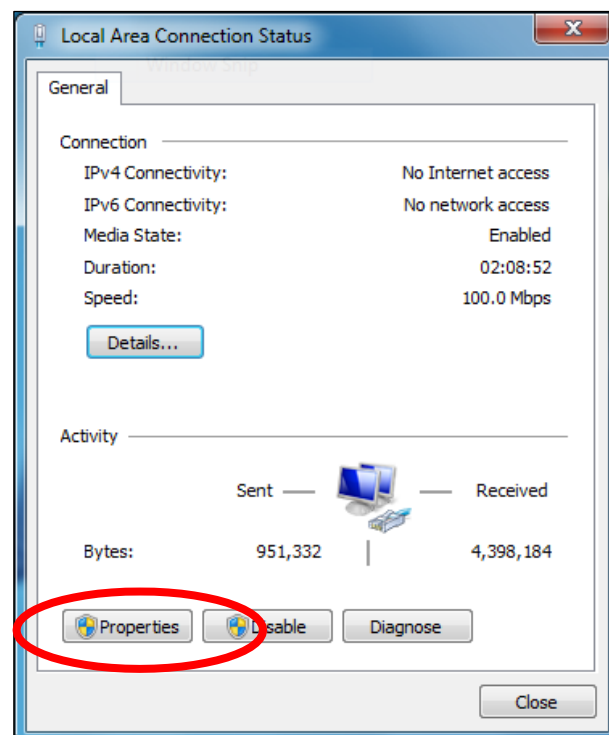 Local Area Connection Status
Window Snip
General
Connection
IPv4 Connectivity: No Internet access
IPv6 Connectivity: No network access
Media State: Enabled
Duration: 02:08:52
Speed: 100.0 Mbps
Details...
Activity
Sent Received
Bytes: 951,332 4,398,184
Properties Disable Diagnose
Close